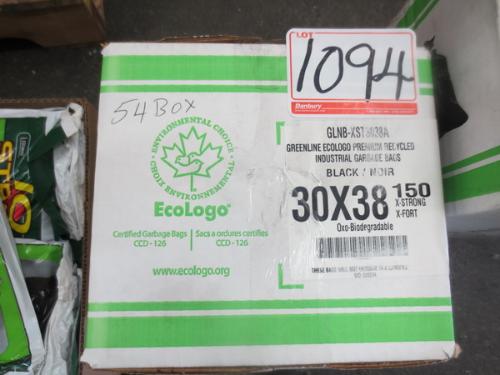 LOT
1094
Danbury
54 BOX
ENVIRONMENTAL CHOICE
CHOIX ENVIRONNEMENTAL
EcoLogo
Certified Garbage Bags
CCD - 126
Sacs a ordures certifiés
CCD - 126
www.ecologo.org
GREENLINE ECOLOGO PREMIUM RECYCLED
INDUSTRIAL GARBAGE BAGS
BLACK / NOIR
30X38 150
X-STRONG
X-FORT
Oxo-Biodegradable